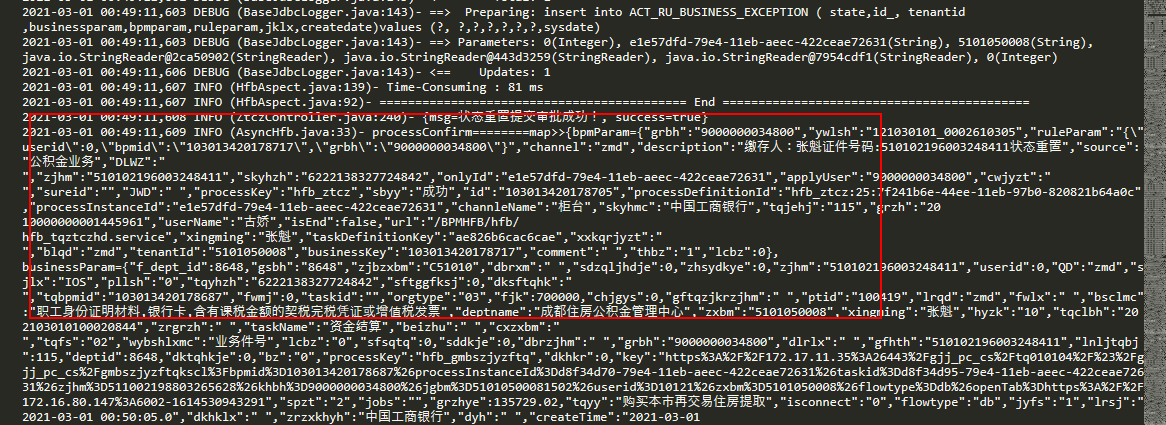 2021-03-01 00:49:11,603 DEBUG (BaseJdbcLogger.java:143)- ==>  Preparing: insert into ACT_RU_BUSINESS_EXCEPTION ( state,id_, tenantid
,businessparam,bpmparam,ruleparam,jklx,createdate)values (?, ?,?,?,?,?,?,sysdate)
2021-03-01 00:49:11,603 DEBUG (BaseJdbcLogger.java:143)- ==> Parameters: 0(Integer), e1e57dfd-79e4-11eb-aeec-422ceae72631(String), 5101050008(String),
java.io.StringReader@2ca50902(StringReader), java.io.StringReader@443d3259(StringReader), java.io.StringReader@7954cdf1(StringReader), 0(Integer)
2021-03-01 00:49:11,606 DEBUG (BaseJdbcLogger.java:143)- <==    Updates: 1
2021-03-01 00:49:11,607 INFO (HfbAspect.java:139)- Time-Consuming : 81 ms
2021-03-01 00:49:11,607 INFO (HfbAspect.java:92)- ========================================= End =========================================
2021-03-01 00:49:11,608 INFO (ZtczController.java:240)- {msg=状态重置提交审批成功！, success=true}
2021-03-01 00:49:11,609 INFO (AsyncHfb.java:33)- processConfirm========map>>{bpmParam={"grbh":"9000000034800","ywlsh":"121030101_0002610305","ruleParam":"{\"
userid\":0,\"bpmid\":\"103013420178717\",\"grbh\":\"9000000034800\"}","channel":"zmd","description":"缴存人：张魁证件号码:510102196003248411状态重置","source":
"公积金业务","DLWZ":"
","zjhm":"510102196003248411","skyhzh":"6222138327724842","onlyId":"e1e57dfd-79e4-11eb-aeec-422ceae72631","applyUser":"9000000034800","cwjyzt":"
","sureid":"","JWD":" ","processKey":"hfb_ztcz","sbyy":"成功","id":"103013420178705","processDefinitionId":"hfb_ztcz:25:7f241b6e-44ee-11eb-97b0-820821b64a0c"
,"processInstanceId":"e1e57dfd-79e4-11eb-aeec-422ceae72631","channleName":"柜台","skyhmc":"中国工商银行","tqjehj":"115","grzh":"20
10000000001445961","userName":"古娇","isEnd":false,"url":"/BPMHFB/hfb/
hfb_tqztczhd.service","xingming":"张魁","taskDefinitionKey":"ae826b6cac6cae","xxkqrjyzt":"
","blqd":"zmd","tenantId":"5101050008","businessKey":"103013420178717","comment":" ","thbz":"1","lcbz":0},
businessParam={"f_dept_id":8648,"gsbh":"8648","zjbzxbm":"C51010","dbrxm":" ","sdzqljhdje":0,"zhsydkye":0,"zjhm":"510102196003248411","userid":0,"QD":"zmd","s
jlx":"IOS","pllsh":"0","tqyhzh":"6222138327724842","sftggfksj":0,"dksftqhk":"
","tqbpmid":"103013420178687","fwmj":0,"taskid":"","orgtype":"03","fjk":700000,"chjgys":0,"gftqzjkrzjhm":" ","ptid":"100419","lrqd":"zmd","fwlx":" ","bsclmc
":"职工身份证明材料,银行卡,含有课税金额的契税完税凭证或增值税发票","deptname":"成都住房公积金管理中心","zxbm":"5101050008","xingming":"张魁","hyzk":"10","tqclbh":"20
2103010100020844","zrgrzh":" ","taskName":"资金结算","beizhu":" ","cxzxbm":"
","tqfs":"02","wybshlxmc":"业务件号","lcbz":"0","sfsqtq":0,"sddkje":0,"dbrzjhm":" ","grbh":"9000000034800","dlrlx":" ","gfhth":"510102196003248411","lnljtqbj
":115,"deptid":8648,"dktqhkje":0,"bz":"0","processKey":"hfb_gmbszjyzftq","dkhkr":0,"key":"https%3A%2F%2F172.17.11.35%3A26443%2Fgjj_pc_cs%2Ftq010104%2F%23%2Fg
jj_pc_cs%2Fgmbszjyzftqkscl%3Fbpmid%3D103013420178687%26processInstanceId%3Dd8f34d70-79e4-11eb-aeec-422ceae72631%26taskid%3Dd8f34d95-79e4-11eb-aeec-422ceae726
31%26zjhm%3D511002198803265628%26khbh%3D9000000034800%26jgbm%3D51010500081502%26userid%3D10121%26zxbm%3D5101050008%26flowtype%3Ddb%26openTab%3Dhttps%3A%2F%2F
172.16.80.147%3A6002-1614530943291","spzt":"2","jobs":"","grzhye":135729.02,"tqyy":"购买本市再交易住房提取","isconnect":"0","flowtype":"db","jyfs":"1","lrsj":"
2021-03-01 00:50:05.0","dkhklx":" ","zrzxkhyh":"中国工商银行","dyh":" ","createTime":"2021-03-01